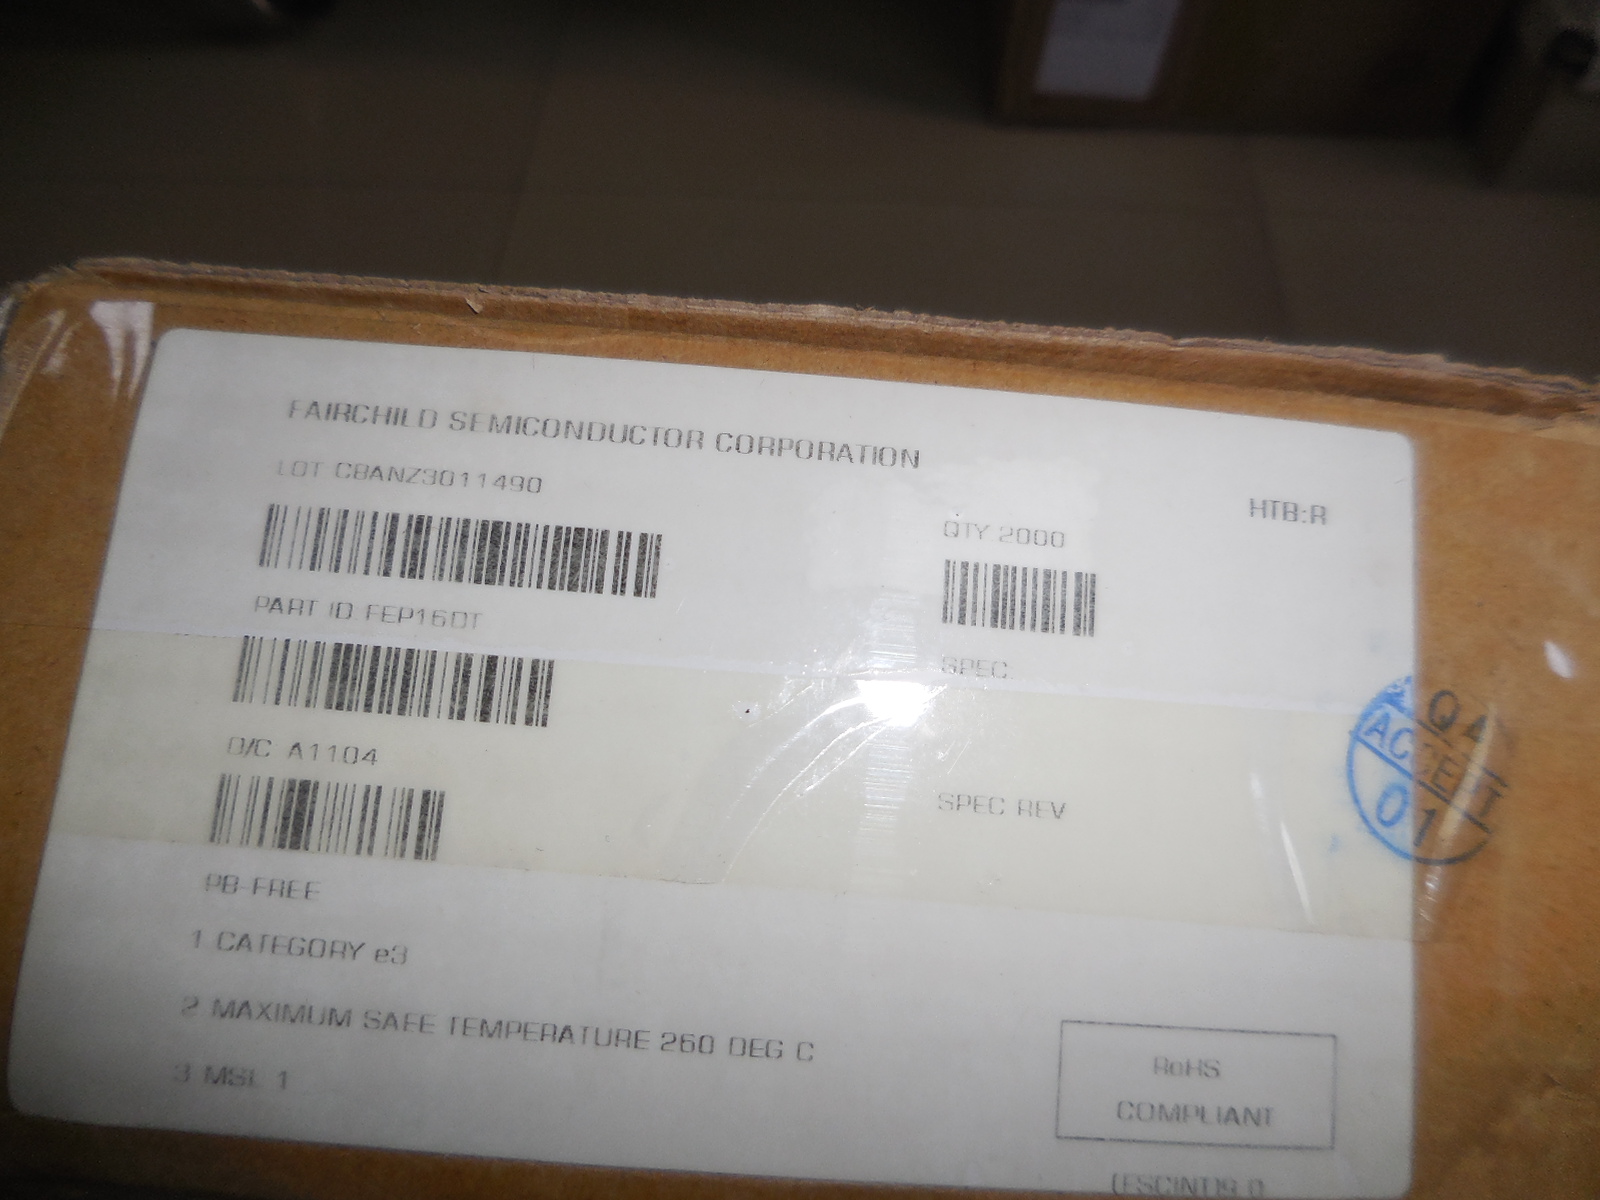 FAIRCHILD SEMICONDUCTOR CORPORATION
LOT C8ANZ3011490
HTB:R
QTY 2000
PART ID FEP16DT
SPEC
D/C A1104
SPEC REV
QA
ACCEPT
01
PB-FREE
1 CATEGORY e3
2 MAXIMUM SAFE TEMPERATURE 260 DEG C
3 MSL 1
RoHS
COMPLIANT